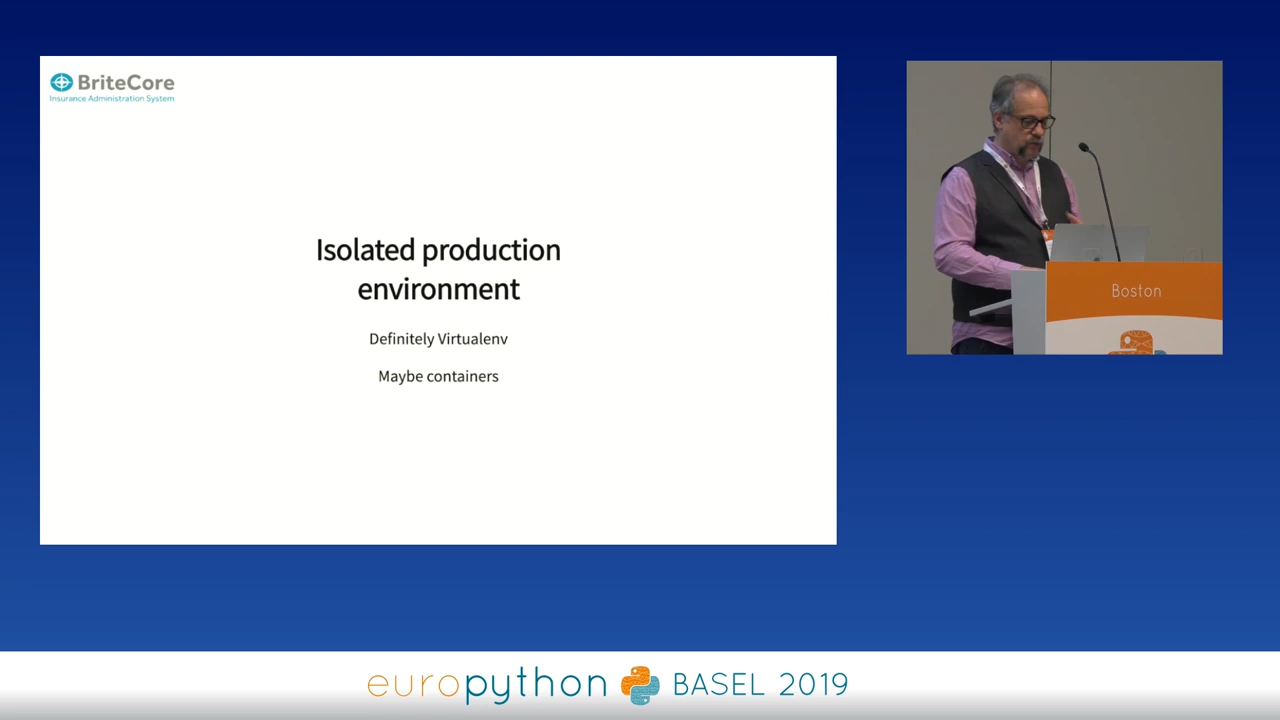 BriteCore
Insurance Administration System
Isolated production
environment
Definitely Virtualenv
Maybe containers
Boston
europython BASEL 2019